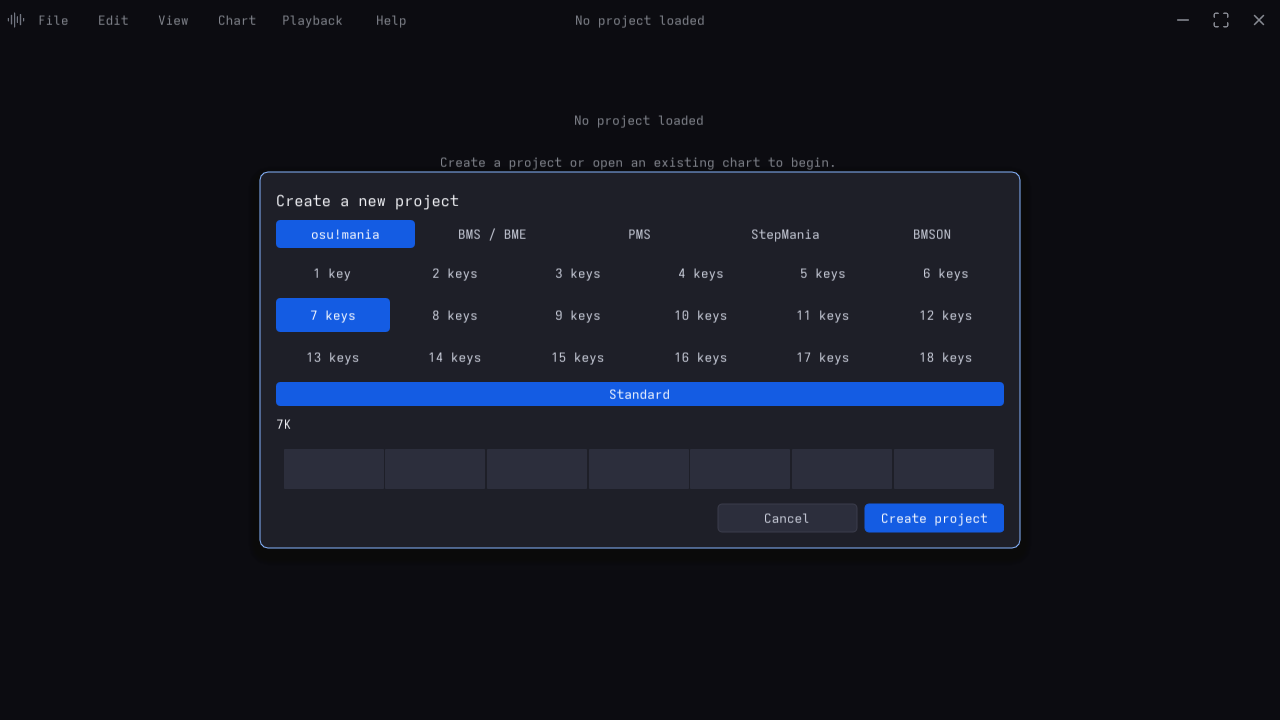 File Edit View Chart Playback Help No project loaded
No project loaded
Create a project or open an existing chart to begin.
Create a new project
osu!mania BMS / BME PMS StepMania BMSON
1 key 2 keys 3 keys 4 keys 5 keys 6 keys
7 keys 8 keys 9 keys 10 keys 11 keys 12 keys
13 keys 14 keys 15 keys 16 keys 17 keys 18 keys
Standard
7K
Cancel Create project